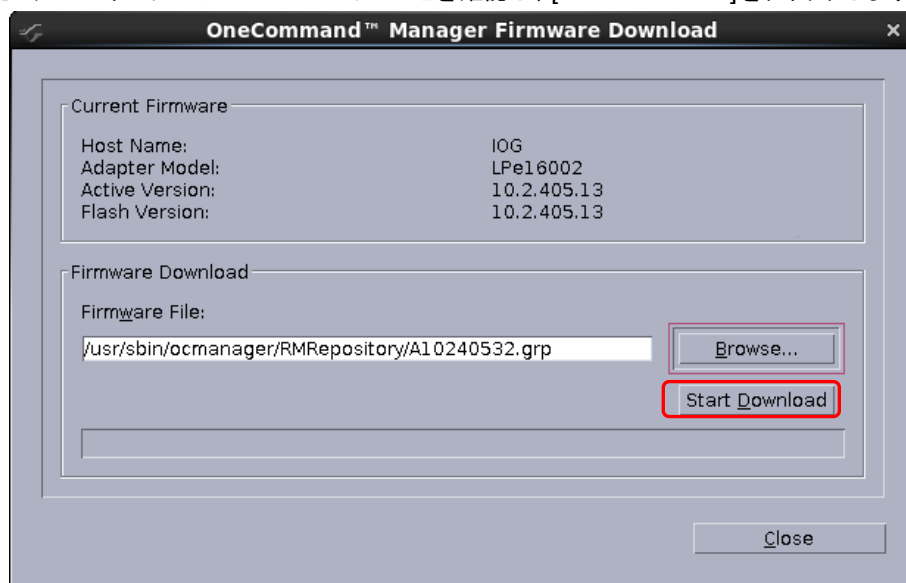 OneCommand™ Manager Firmware Download
Current Firmware
Host Name: IOG
Adapter Model: LPe16002
Active Version: 10.2.405.13
Flash Version: 10.2.405.13
Firmware Download
Firmware File:
/usr/sbin/ocmanager/RMRepository/A10240532.grp
Browse...
Start Download
Close